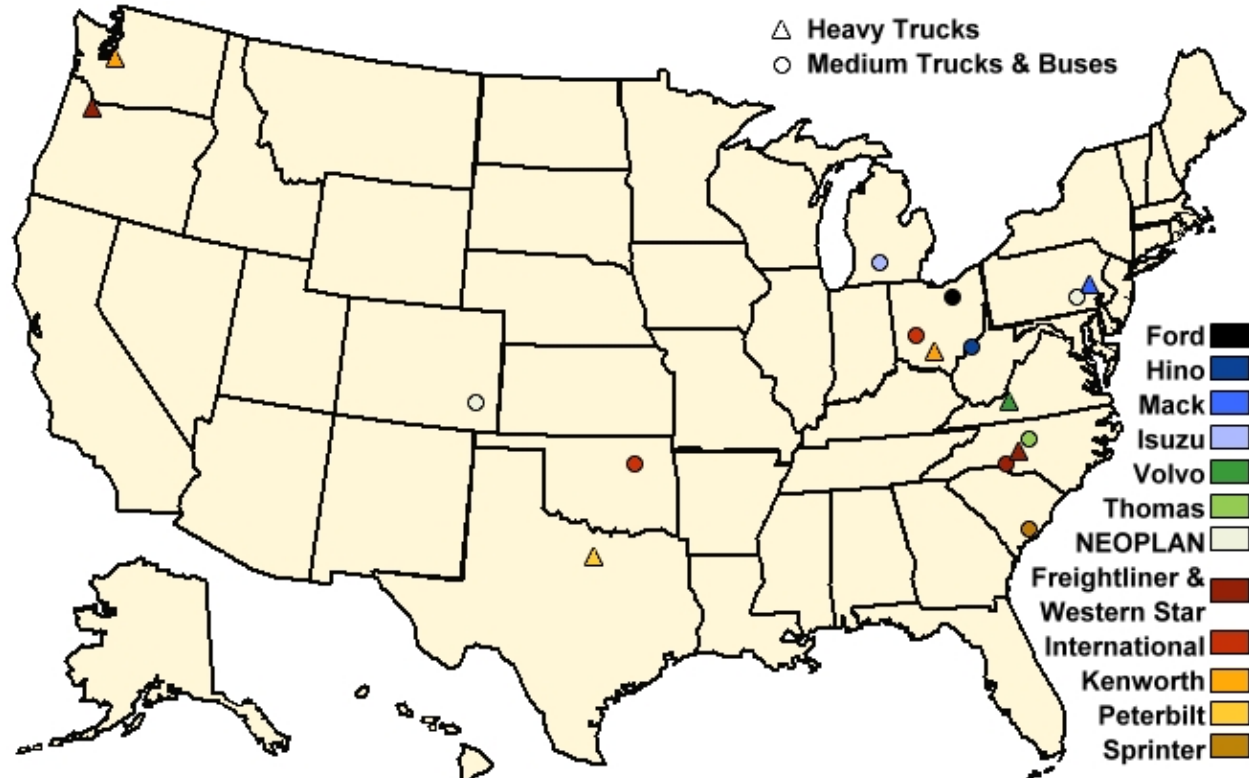 Heavy Trucks
Medium Trucks & Buses
Ford
Hino
Mack
Isuzu
Volvo
Thomas
NEOPLAN
Freightliner &
Western Star
International
Kenworth
Peterbilt
Sprinter